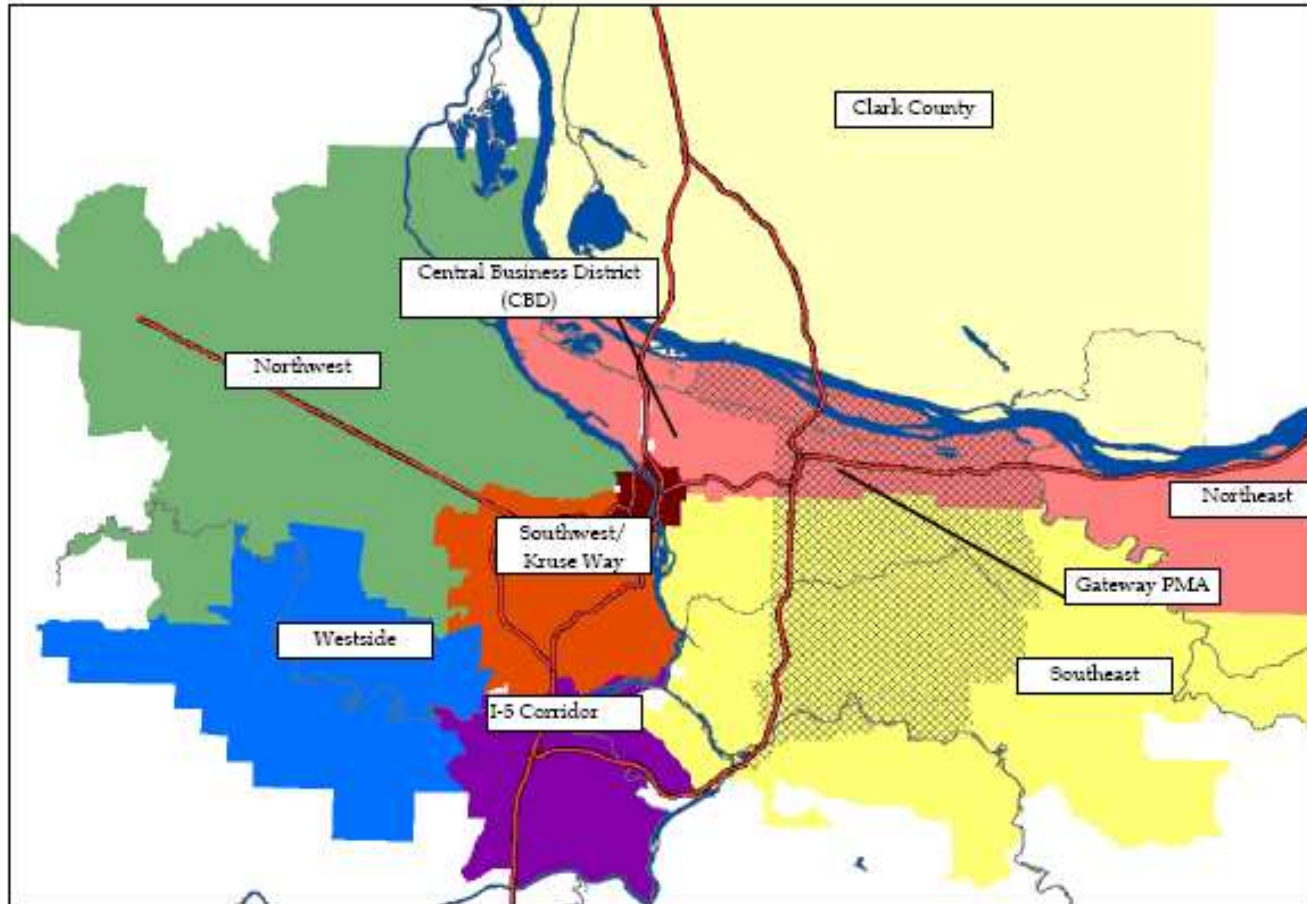 Clark County
Central Business District
(CBD)
Northwest
Northeast
Southwest/
Kruse Way
Gateway PMA
Westside
Southeast
I-5 Corridor